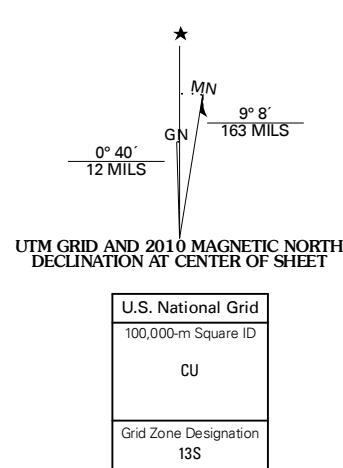 ★
MN
GN
9° 8´
163 MILS
0° 40´
12 MILS
UTM GRID AND 2010 MAGNETIC NORTH
DECLINATION AT CENTER OF SHEET
U.S. National Grid
100,000-m Square ID
CU
Grid Zone Designation
13S